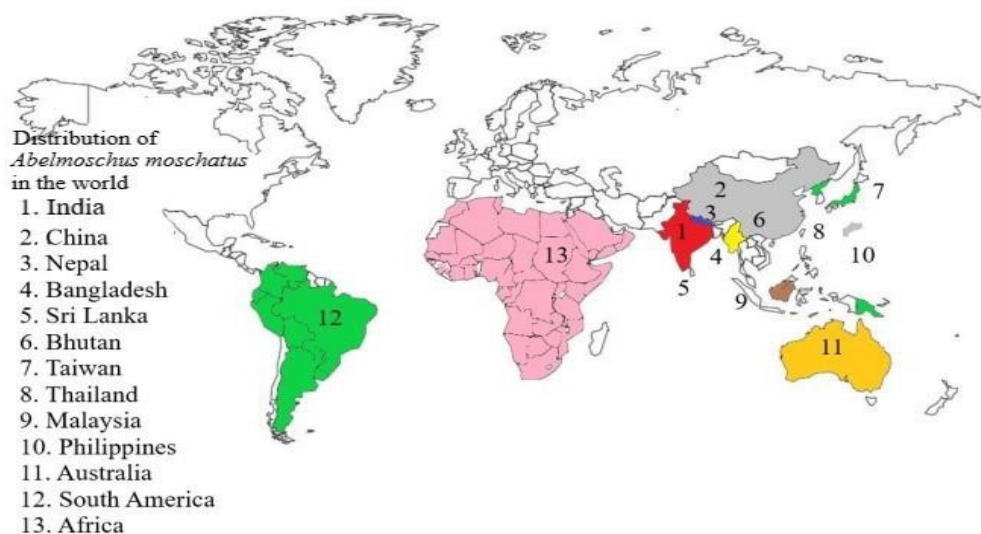 Distribution of
Abelmoschus moschatus
in the world
1. India
2. China
3. Nepal
4. Bangladesh
5. Sri Lanka
6. Bhutan
7. Taiwan
8. Thailand
9. Malaysia
10. Philippines
11. Australia
12. South America
13. Africa
2
7
3
6
1
8
13
10
4
5
9
12
11